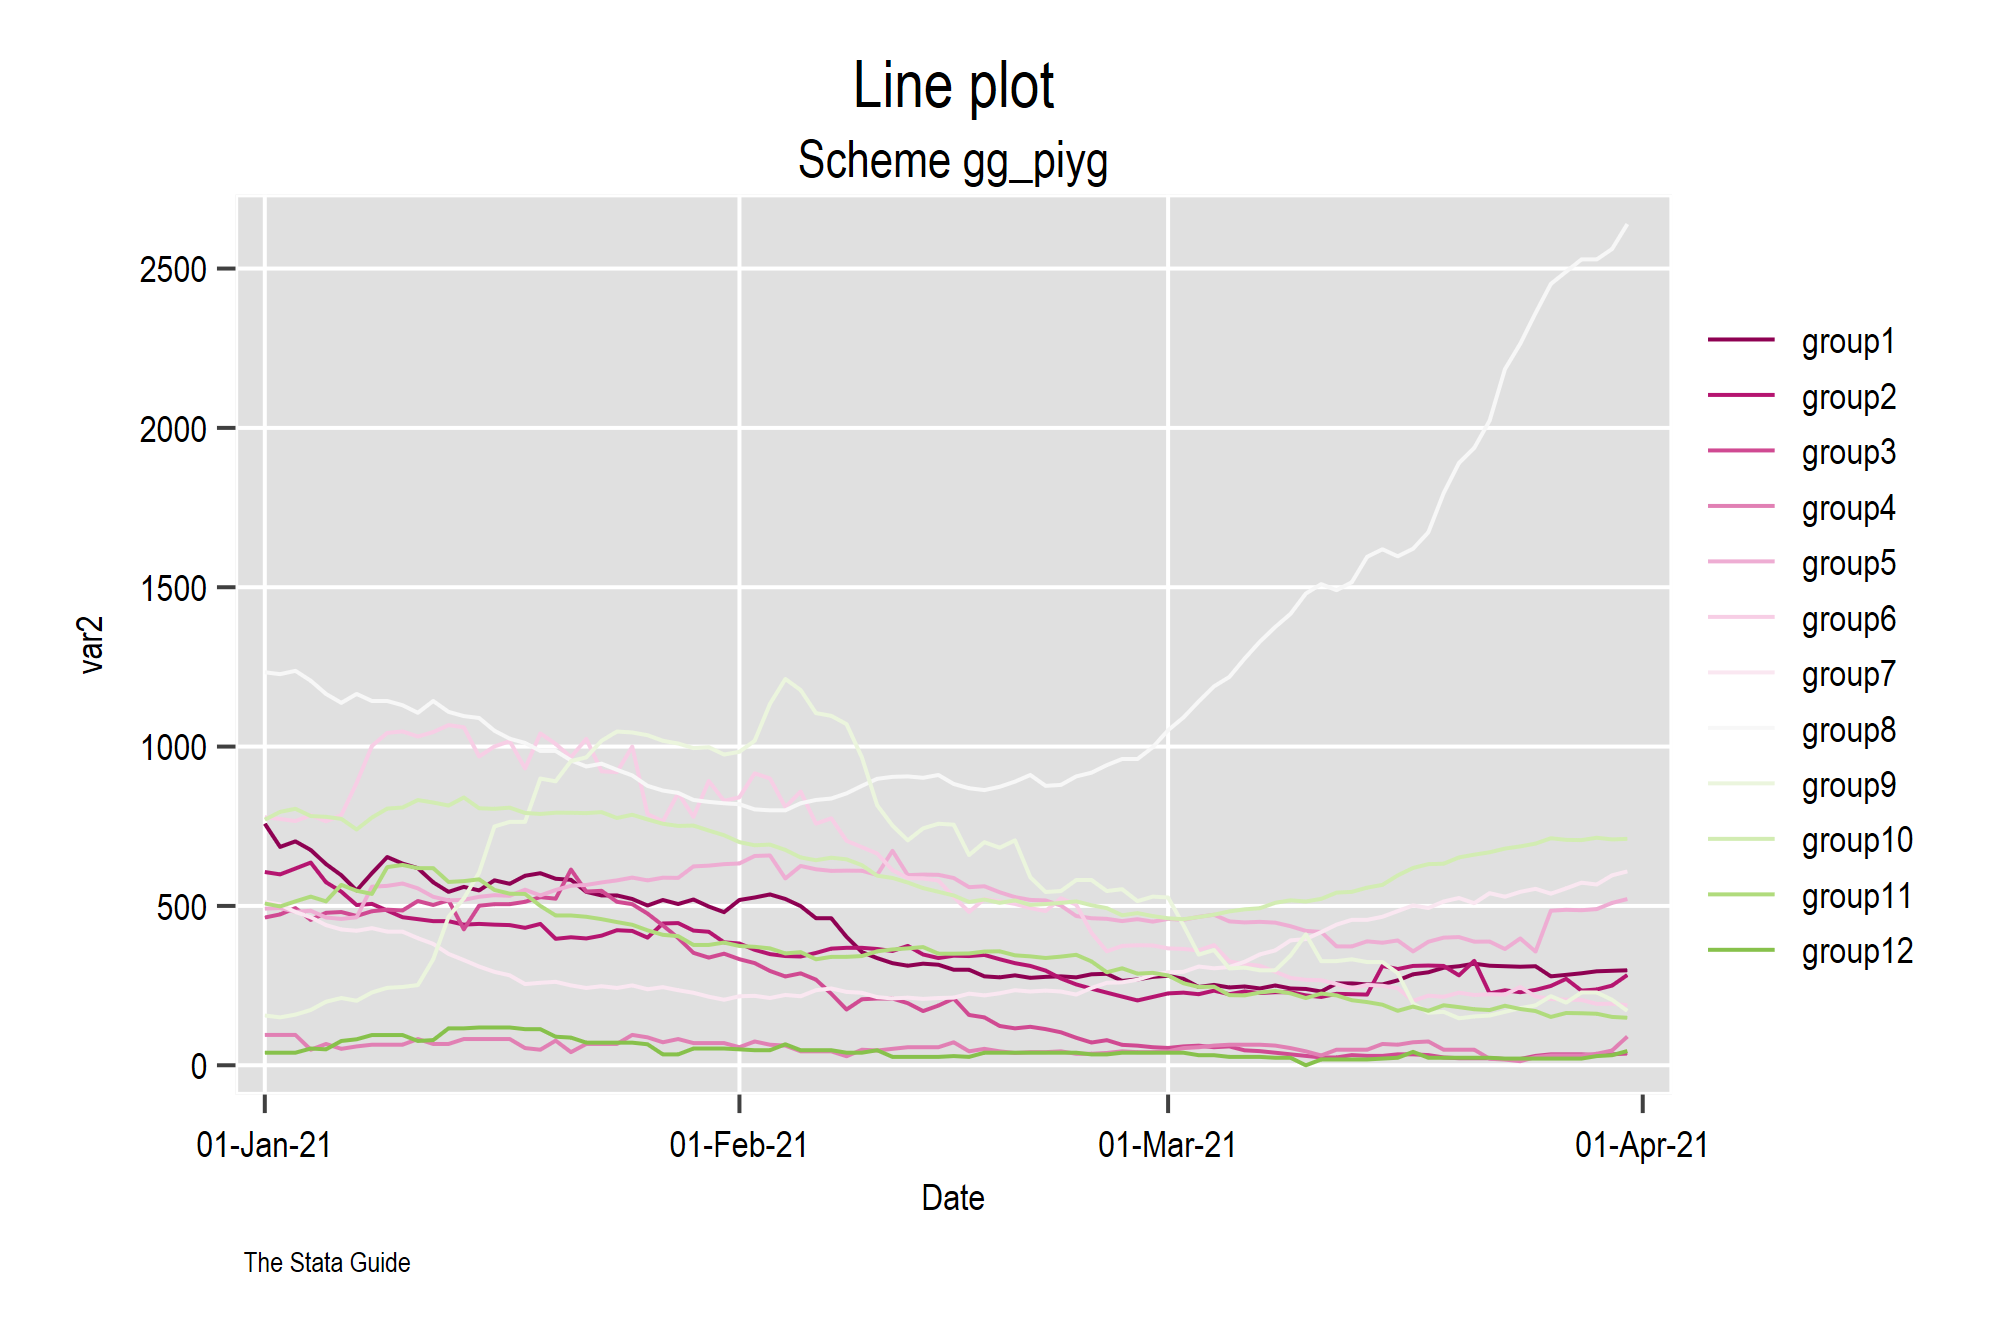 Line plot
Scheme gg_piyg
2500
2000
1500
1000
500
0
var2
01-Jan-21
01-Feb-21
01-Mar-21
01-Apr-21
Date
group1
group2
group3
group4
group5
group6
group7
group8
group9
group10
group11
group12
The Stata Guide